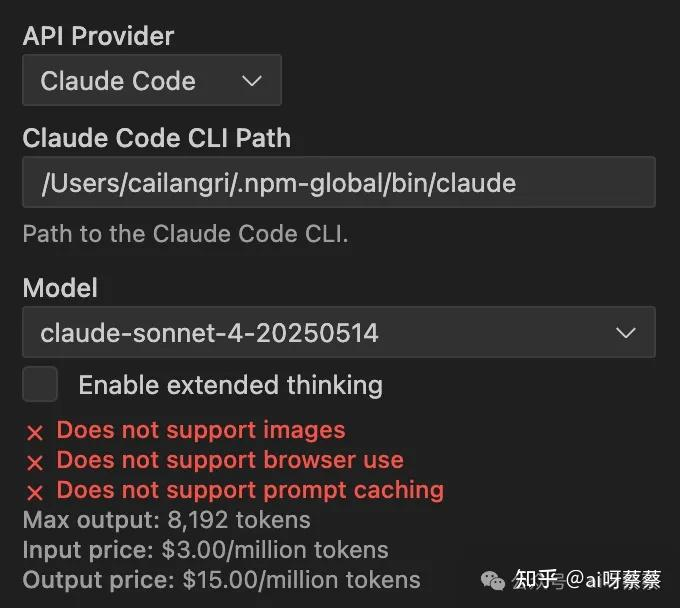 API Provider
Claude Code
Claude Code CLI Path
/Users/cailangri/.npm-global/bin/claude
Path to the Claude Code CLI.
Model
claude-sonnet-4-20250514
Enable extended thinking
× Does not support images
× Does not support browser use
× Does not support prompt caching
Max output: 8,192 tokens
Input price: $3.00/million tokens
Output price: $15.00/million tokens
知乎 @ai呀蔡蔡